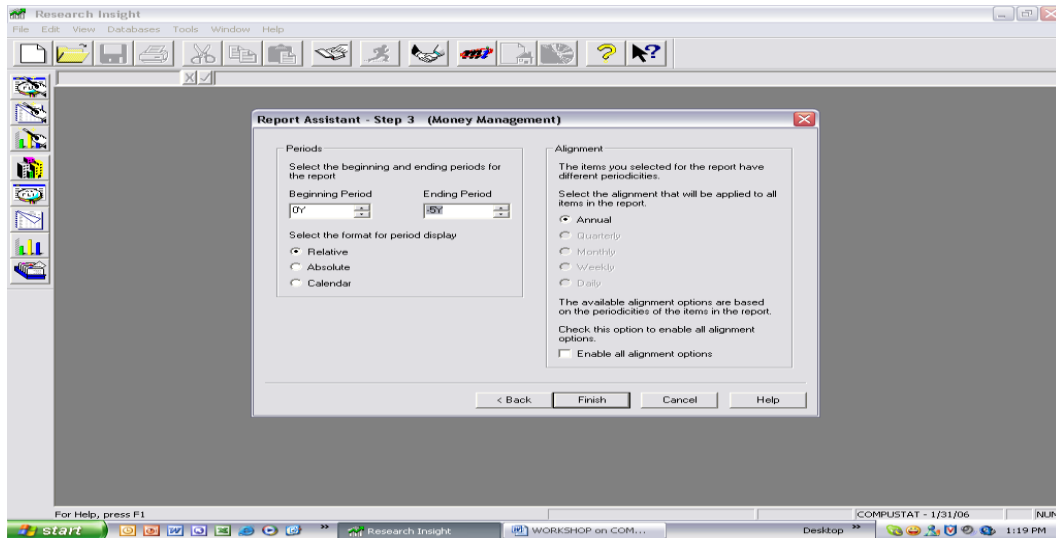 Research Insight
File Edit View Databases Tools Window Help
Report Assistant - Step 3 (Money Management)
Periods
Select the beginning and ending periods for
the report
Beginning Period Ending Period
0Y -5Y
Select the format for period display
Relative
Absolute
Calendar
Alignment
The items you selected for the report have
different periodicities.
Select the alignment that will be applied to all
items in the report.
Annual
Quarterly
Monthly
Weekly
Daily
The available alignment options are based
on the periodicities of the items in the report.
Check this option to enable all alignment
options.
Enable all alignment options
< Back Finish Cancel Help
For Help, press F1 COMPUSTAT - 1/31/06 NUM
start Research Insight WORKSHOP on COM... Desktop 1:19 PM